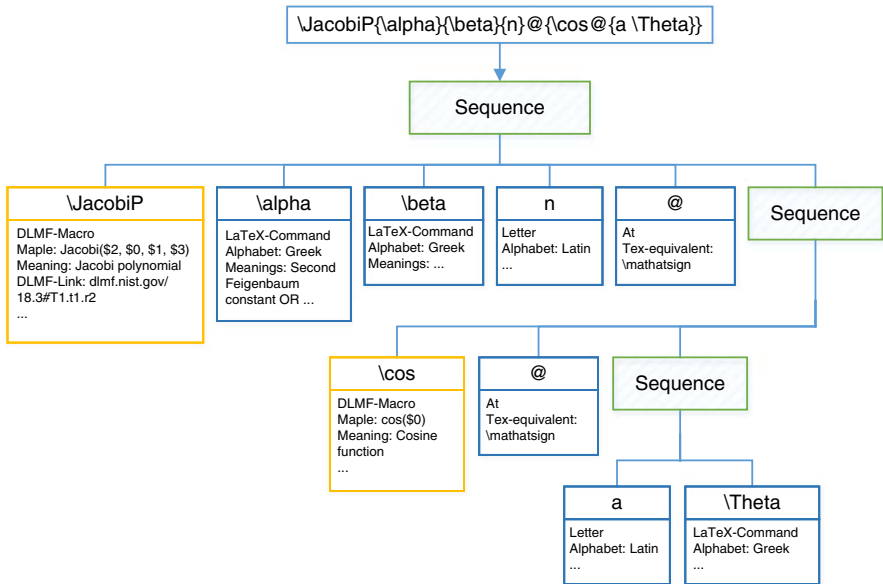 \JacobiP{\alpha}{\beta}{n}@{\cos@{a \Theta}}
Sequence
\JacobiP
DLMF-Macro
Maple: Jacobi($2, $0, $1, $3)
Meaning: Jacobi polynomial
DLMF-Link: dlmf.nist.gov/
18.3#T1.t1.r2
...
\alpha
LaTeX-Command
Alphabet: Greek
Meanings: Second
Feigenbaum
constant OR ...
\beta
LaTeX-Command
Alphabet: Greek
Meanings: ...
n
Letter
Alphabet: Latin
...
@
At
Tex-equivalent:
\mathatsign
Sequence
\cos
DLMF-Macro
Maple: cos($0)
Meaning: Cosine
function
...
@
At
Tex-equivalent:
\mathatsign
Sequence
a
Letter
Alphabet: Latin
...
\Theta
LaTeX-Command
Alphabet: Greek
...